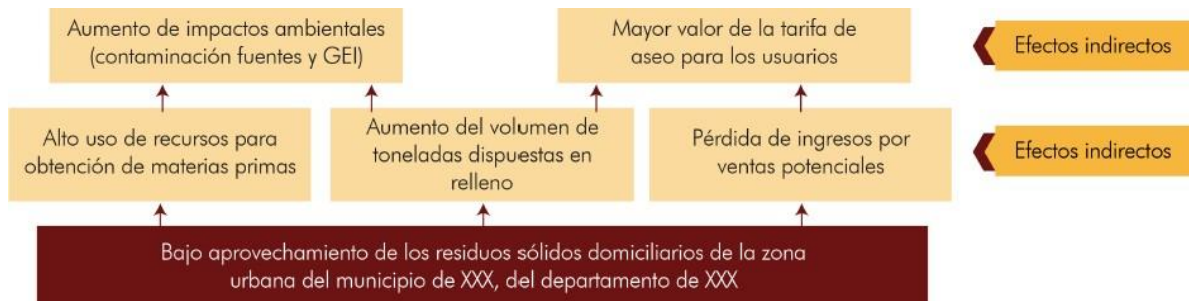 Aumento de impactos ambientales
(contaminación fuentes y GEI)
Mayor valor de la tarifa de
aseo para los usuarios
Efectos indirectos
Alto uso de recursos para
obtención de materias primas
Aumento del volumen de
toneladas dispuestas en
relleno
Pérdida de ingresos por
ventas potenciales
Efectos indirectos
Bajo aprovechamiento de los residuos sólidos domiciliarios de la zona
urbana del municipio de XXX, del departamento de XXX